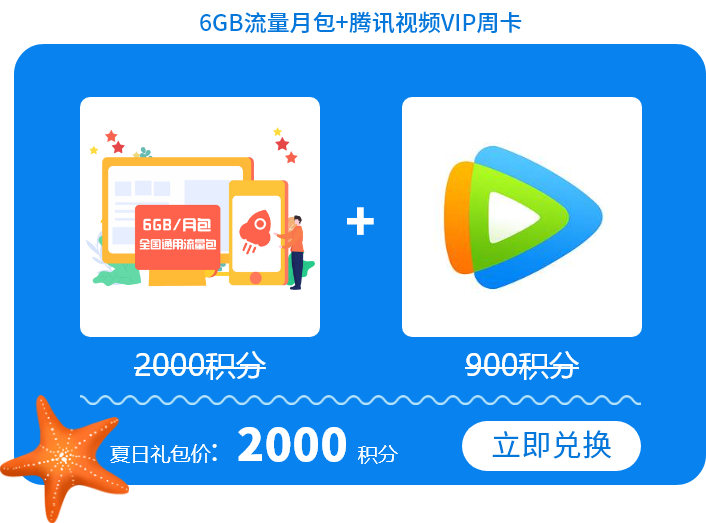 6GB流量月包+腾讯视频VIP周卡
6GB/月包
全国通用流量包
+
2000积分
900积分
夏日礼包价: 2000 积分
立即兑换